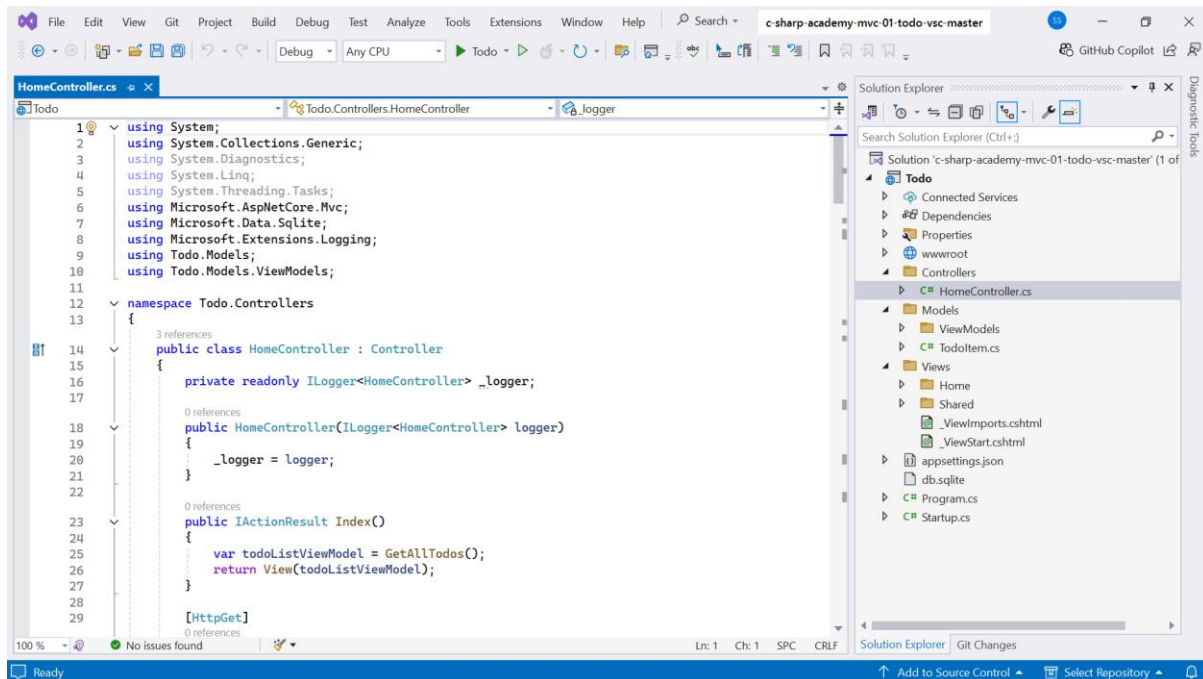 File Edit View Git Project Build Debug Test Analyze Tools Extensions Window Help Search c-sharp-academy-mvc-01-todo-vsc-master SS
Debug Any CPU Todo GitHub Copilot
HomeController.cs
Todo Todo.Controllers.HomeController _logger
1 using System;
2 using System.Collections.Generic;
3 using System.Diagnostics;
4 using System.Linq;
5 using System.Threading.Tasks;
6 using Microsoft.AspNetCore.Mvc;
7 using Microsoft.Data.Sqlite;
8 using Microsoft.Extensions.Logging;
9 using Todo.Models;
10 using Todo.Models.ViewModels;
11
12 namespace Todo.Controllers
13 {
3 references
14 public class HomeController : Controller
15 {
16 private readonly ILogger<HomeController> _logger;
17
0 references
18 public HomeController(ILogger<HomeController> logger)
19 {
20 _logger = logger;
21 }
22
0 references
23 public IActionResult Index()
24 {
25 var todoListViewModel = GetAllTodos();
26 return View(todoListViewModel);
27 }
28
29 [HttpGet]
0 references
100 % No issues found Ln: 1 Ch: 1 SPC CRLF
Solution Explorer
Search Solution Explorer (Ctrl+;)
Solution 'c-sharp-academy-mvc-01-todo-vsc-master' (1 of
Todo
Connected Services
Dependencies
Properties
wwwroot
Controllers
C# HomeController.cs
Models
ViewModels
C# TodoItem.cs
Views
Home
Shared
_ViewImports.cshtml
_ViewStart.cshtml
appsettings.json
db.sqlite
C# Program.cs
C# Startup.cs
Solution Explorer Git Changes
Diagnostic Tools
Ready Add to Source Control Select Repository